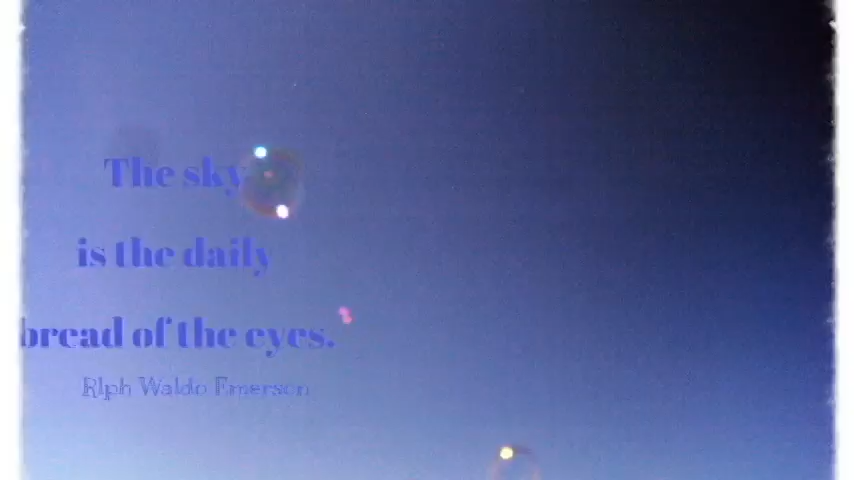 The sky
is the daily
bread of the eyes.
Rlph Waldo Emerson